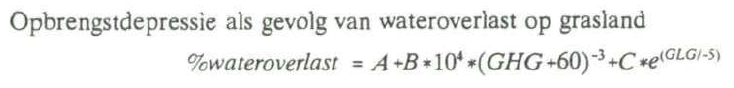 Opbrengstdepressie als gevolg van wateroverlast op grasland
%wateroverlast = A+B*10⁴*(GHG+60)⁻³+C*e^(GLG/-5)